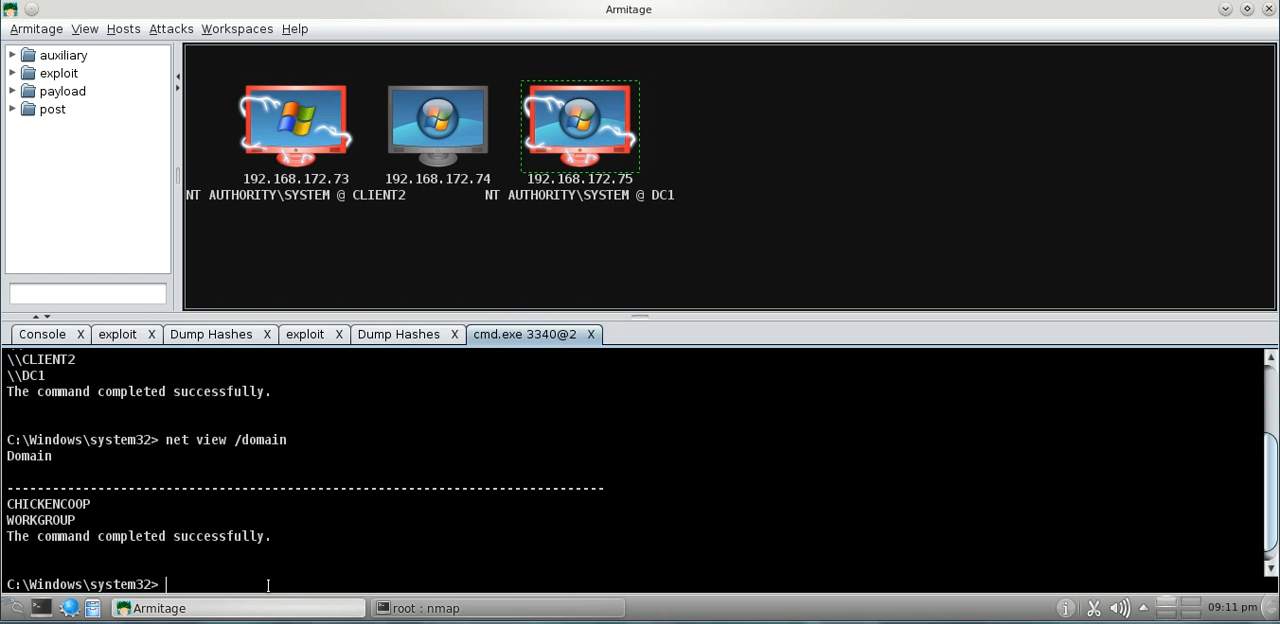 Armitage
Armitage View Hosts Attacks Workspaces Help
auxiliary
exploit
payload
post
192.168.172.73
NT AUTHORITY\SYSTEM @ CLIENT2
192.168.172.74
192.168.172.75
NT AUTHORITY\SYSTEM @ DC1
Console X exploit X Dump Hashes X exploit X Dump Hashes X cmd.exe 3340@2 X
\\CLIENT2
\\DC1
The command completed successfully.
C:\Windows\system32> net view /domain
Domain
-------------------------------------------------------------------------------
CHICKENCOOP
WORKGROUP
The command completed successfully.
C:\Windows\system32>
Armitage
root : nmap
09:11 pm